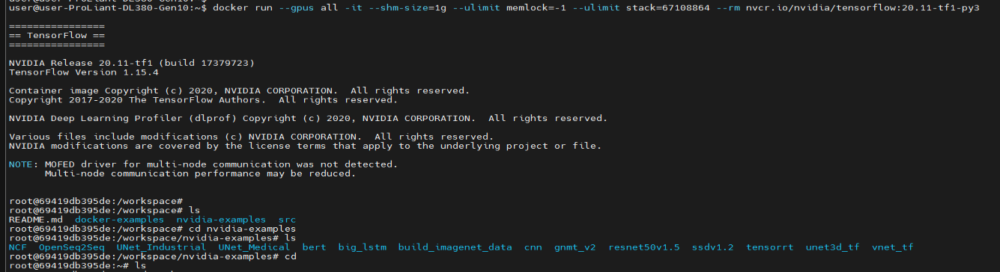 user@user-ProLiant-DL380-Gen10:~$ docker run --gpus all -it --shm-size=1g --ulimit memlock=-1 --ulimit stack=67108864 --rm nvcr.io/nvidia/tensorflow:20.11-tf1-py3
================
== TensorFlow ==
================
NVIDIA Release 20.11-tf1 (build 17379723)
TensorFlow Version 1.15.4
Container image Copyright (c) 2020, NVIDIA CORPORATION.  All rights reserved.
Copyright 2017-2020 The TensorFlow Authors.  All rights reserved.
NVIDIA Deep Learning Profiler (dlprof) Copyright (c) 2020, NVIDIA CORPORATION.  All rights reserved.
Various files include modifications (c) NVIDIA CORPORATION.  All rights reserved.
NVIDIA modifications are covered by the license terms that apply to the underlying project or file.
NOTE: MOFED driver for multi-node communication was not detected.
      Multi-node communication performance may be reduced.
root@69419db395de:/workspace#
root@69419db395de:/workspace# ls
README.md  docker-examples  nvidia-examples  src
root@69419db395de:/workspace# cd nvidia-examples
root@69419db395de:/workspace/nvidia-examples# ls
NCF  OpenSeq2Seq  UNet_Industrial  UNet_Medical  bert  big_lstm  build_imagenet_data  cnn  gnmt_v2  resnet50v1.5  ssdv1.2  tensorrt  unet3d_tf  vnet_tf
root@69419db395de:/workspace/nvidia-examples# cd
root@69419db395de:~# ls